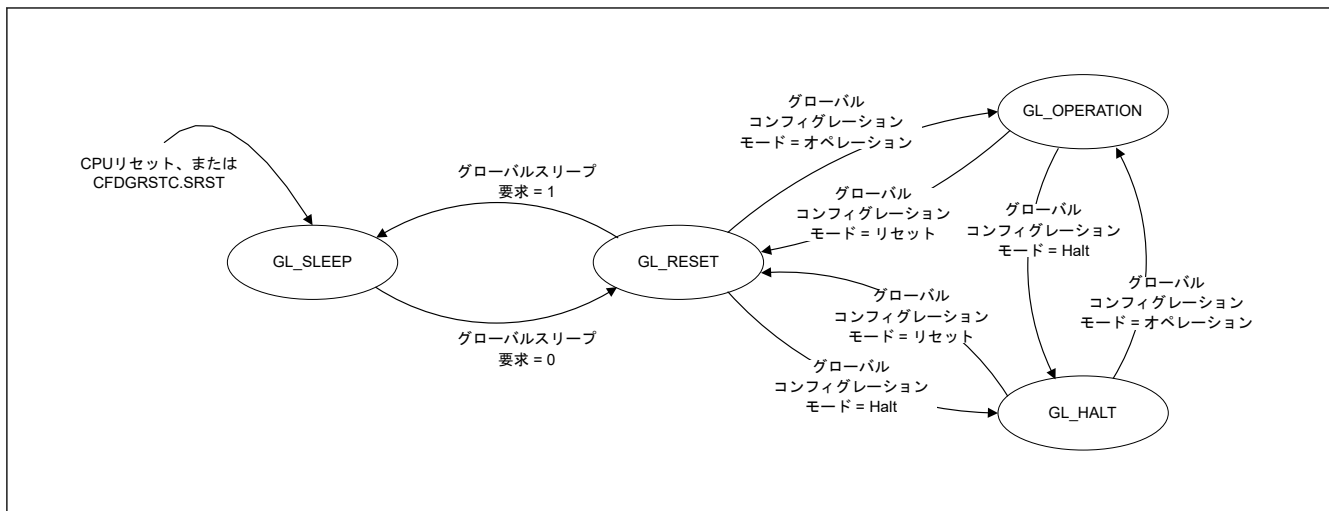 CPUリセット、または
CFDGRSTC.SRST
GL_SLEEP
グローバルスリープ
要求 = 1
グローバルスリープ
要求 = 0
GL_RESET
グローバル
コンフィグレーション
モード = オペレーション
GL_OPERATION
グローバル
コンフィグレーション
モード = リセット
グローバル
コンフィグレーション
モード = Halt
グローバル
コンフィグレーション
モード = オペレーション
グローバル
コンフィグレーション
モード = リセット
グローバル
コンフィグレーション
モード = Halt
GL_HALT